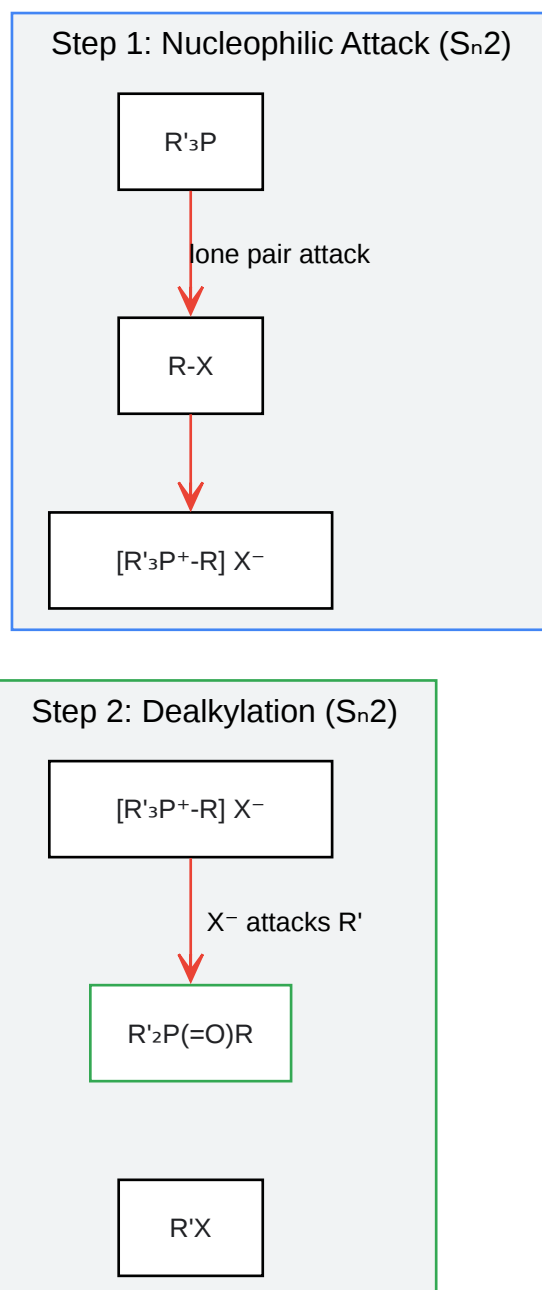 Step 1: Nucleophilic Attack (Sₙ2)
R'₃P
lone pair attack
R-X
[R'₃P⁺-R] X⁻
Step 2: Dealkylation (Sₙ2)
[R'₃P⁺-R] X⁻
X⁻ attacks R'
R'₂P(=O)R
R'X